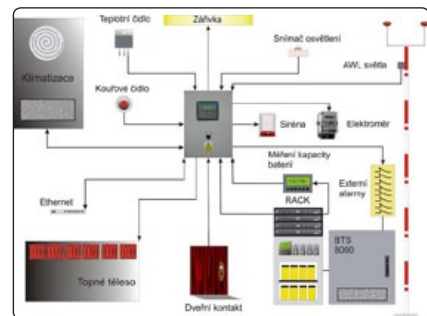 Teplotní čidlo
Zářivka
Snímač osvětlení
Klimatizace
AWL světla
Kouřové čidlo
Siréna
Elektroměr
Měření kapacity
baterií
Externí
alarmy
Ethernet
RACK
BTS
8000
Topné těleso
Dveřní kontakt